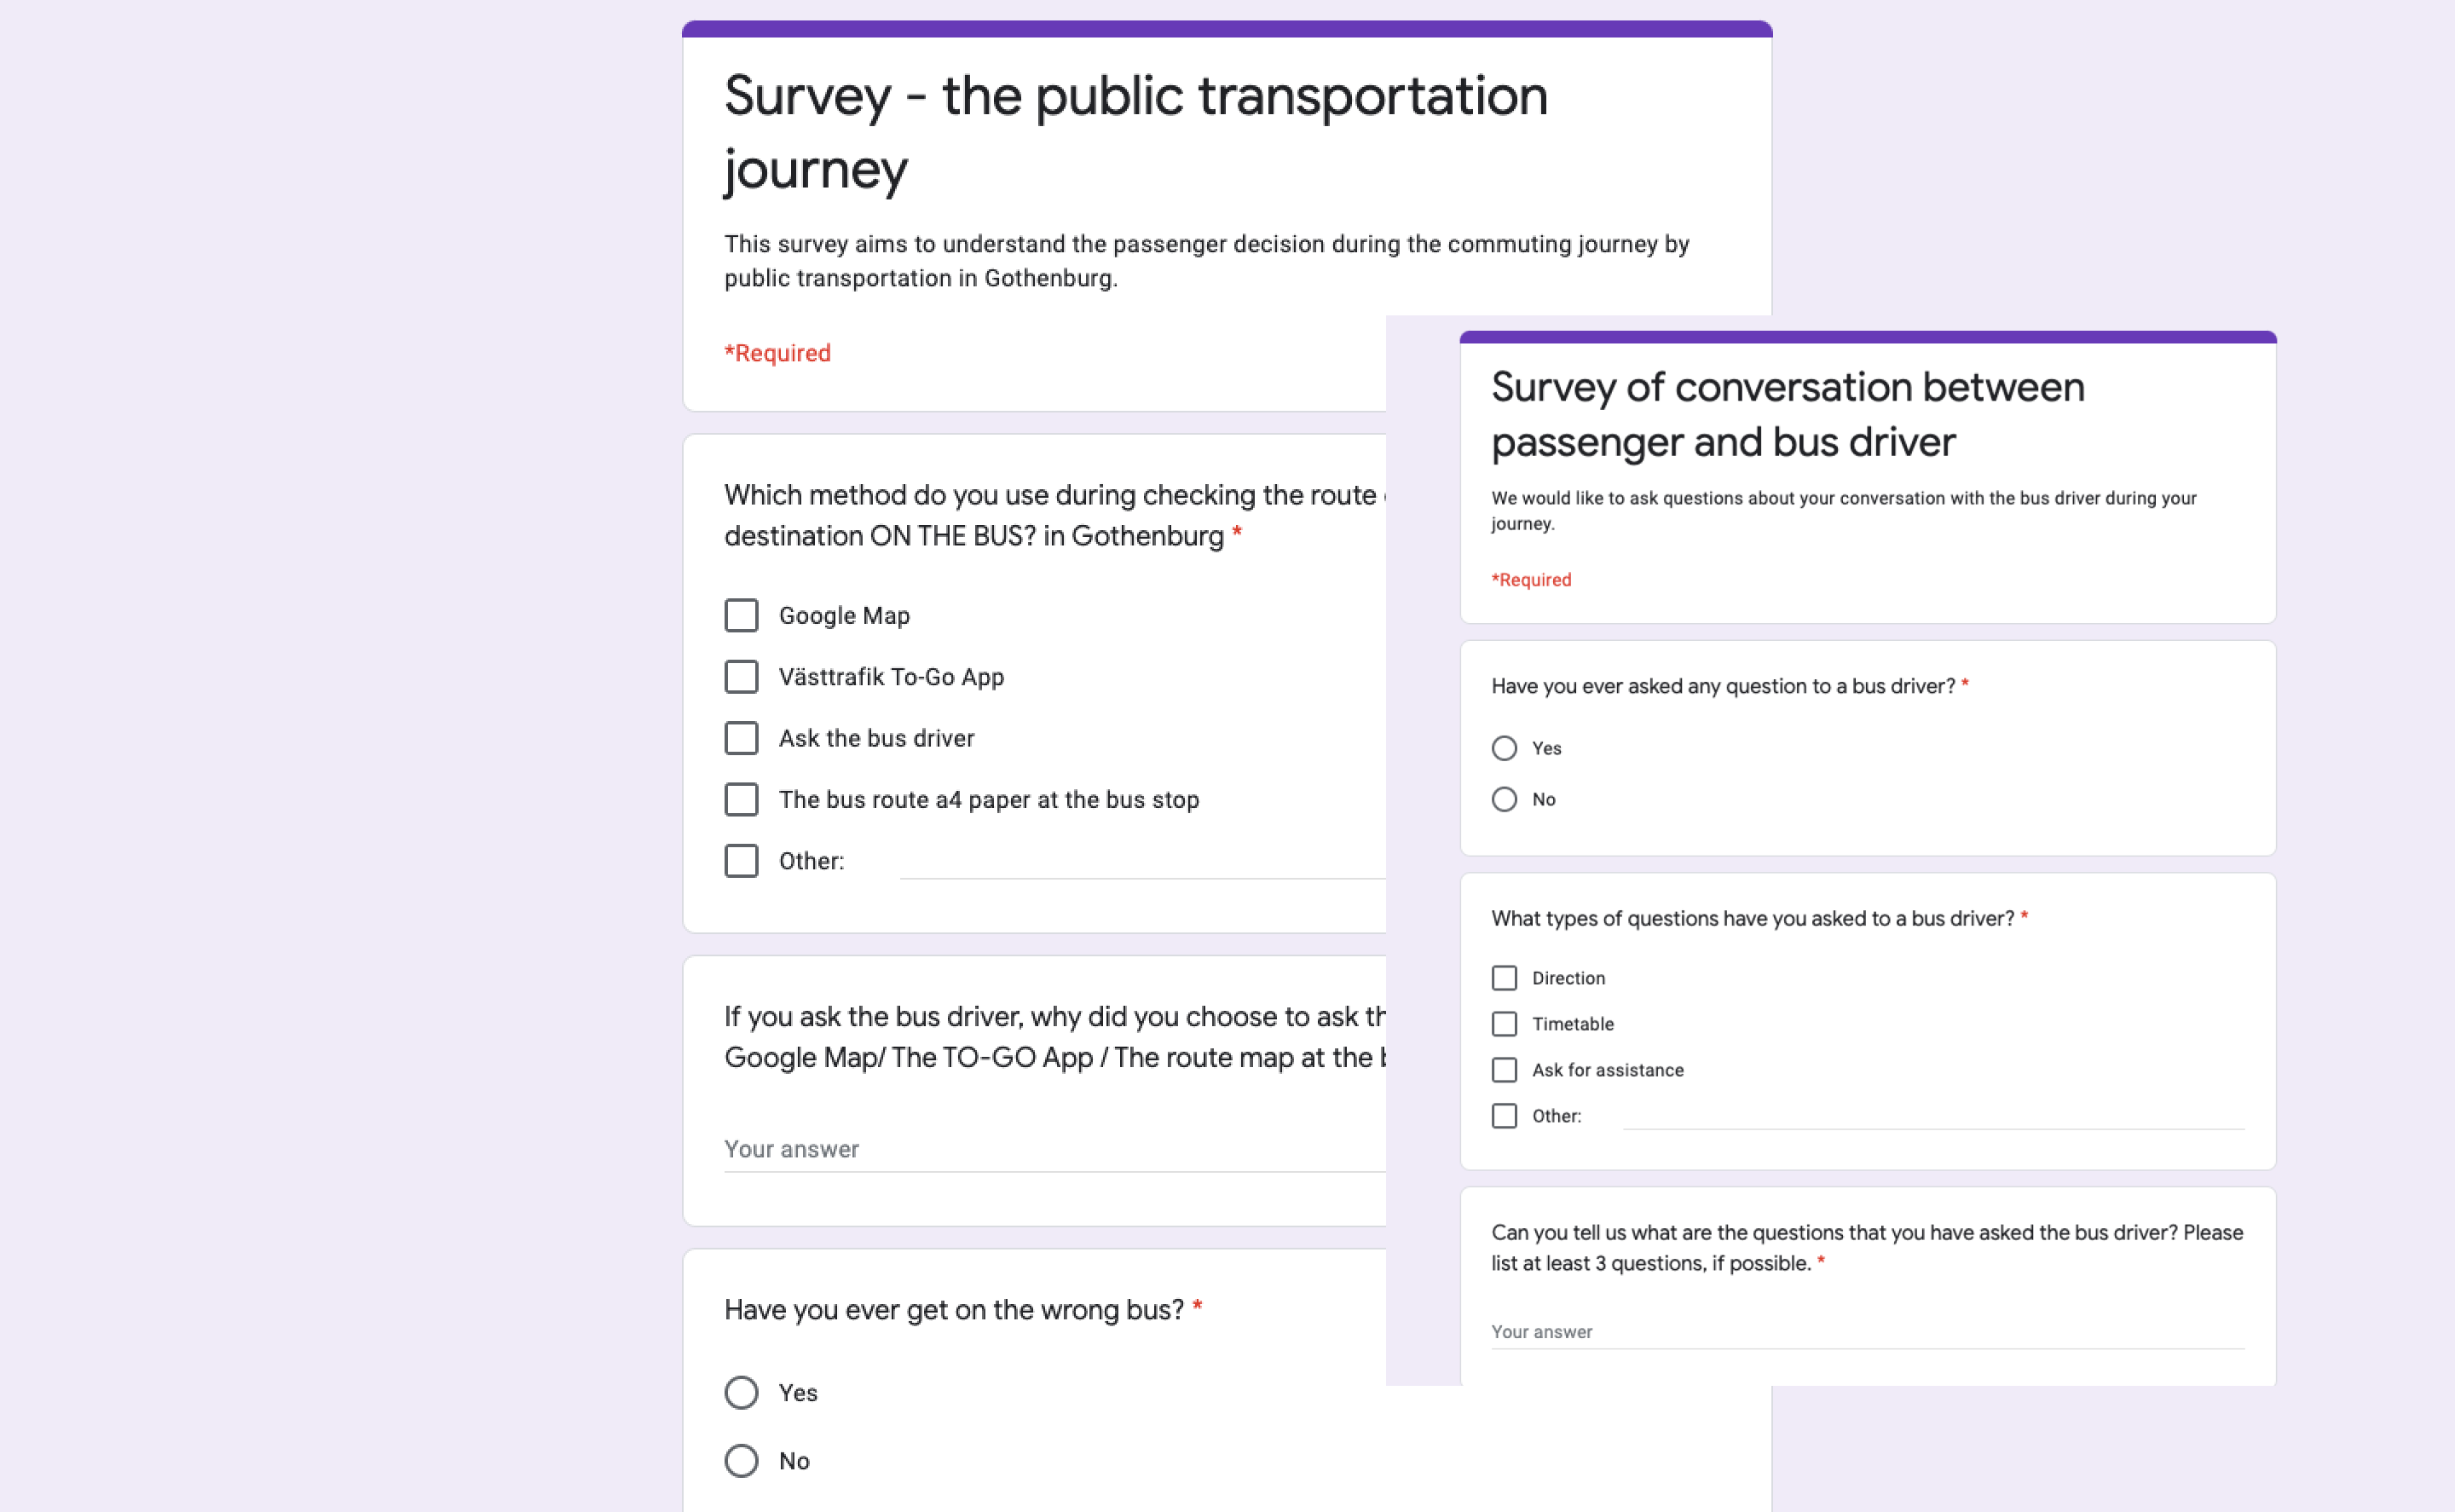 Survey - the public transportation
journey
This survey aims to understand the passenger decision during the commuting journey by
public transportation in Gothenburg.
*Required
Which method do you use during checking the route
destination ON THE BUS? in Gothenburg *
Google Map
Västtrafik To-Go App
Ask the bus driver
The bus route a4 paper at the bus stop
Other:
If you ask the bus driver, why did you choose to ask
Google Map/ The TO-GO App / The route map at the
Your answer
Have you ever get on the wrong bus? *
Yes
No
Survey of conversation between
passenger and bus driver
We would like to ask questions about your conversation with the bus driver during your
journey.
*Required
Have you ever asked any question to a bus driver? *
Yes
No
What types of questions have you asked to a bus driver? *
Direction
Timetable
Ask for assistance
Other:
Can you tell us what are the questions that you have asked the bus driver? Please
list at least 3 questions, if possible. *
Your answer